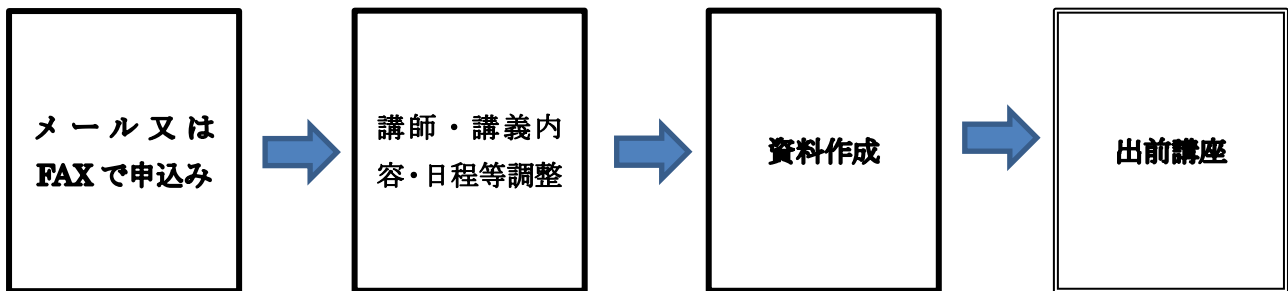 メール又は
FAXで申込み
講師・講義内
容・日程等調整
資料作成
出前講座